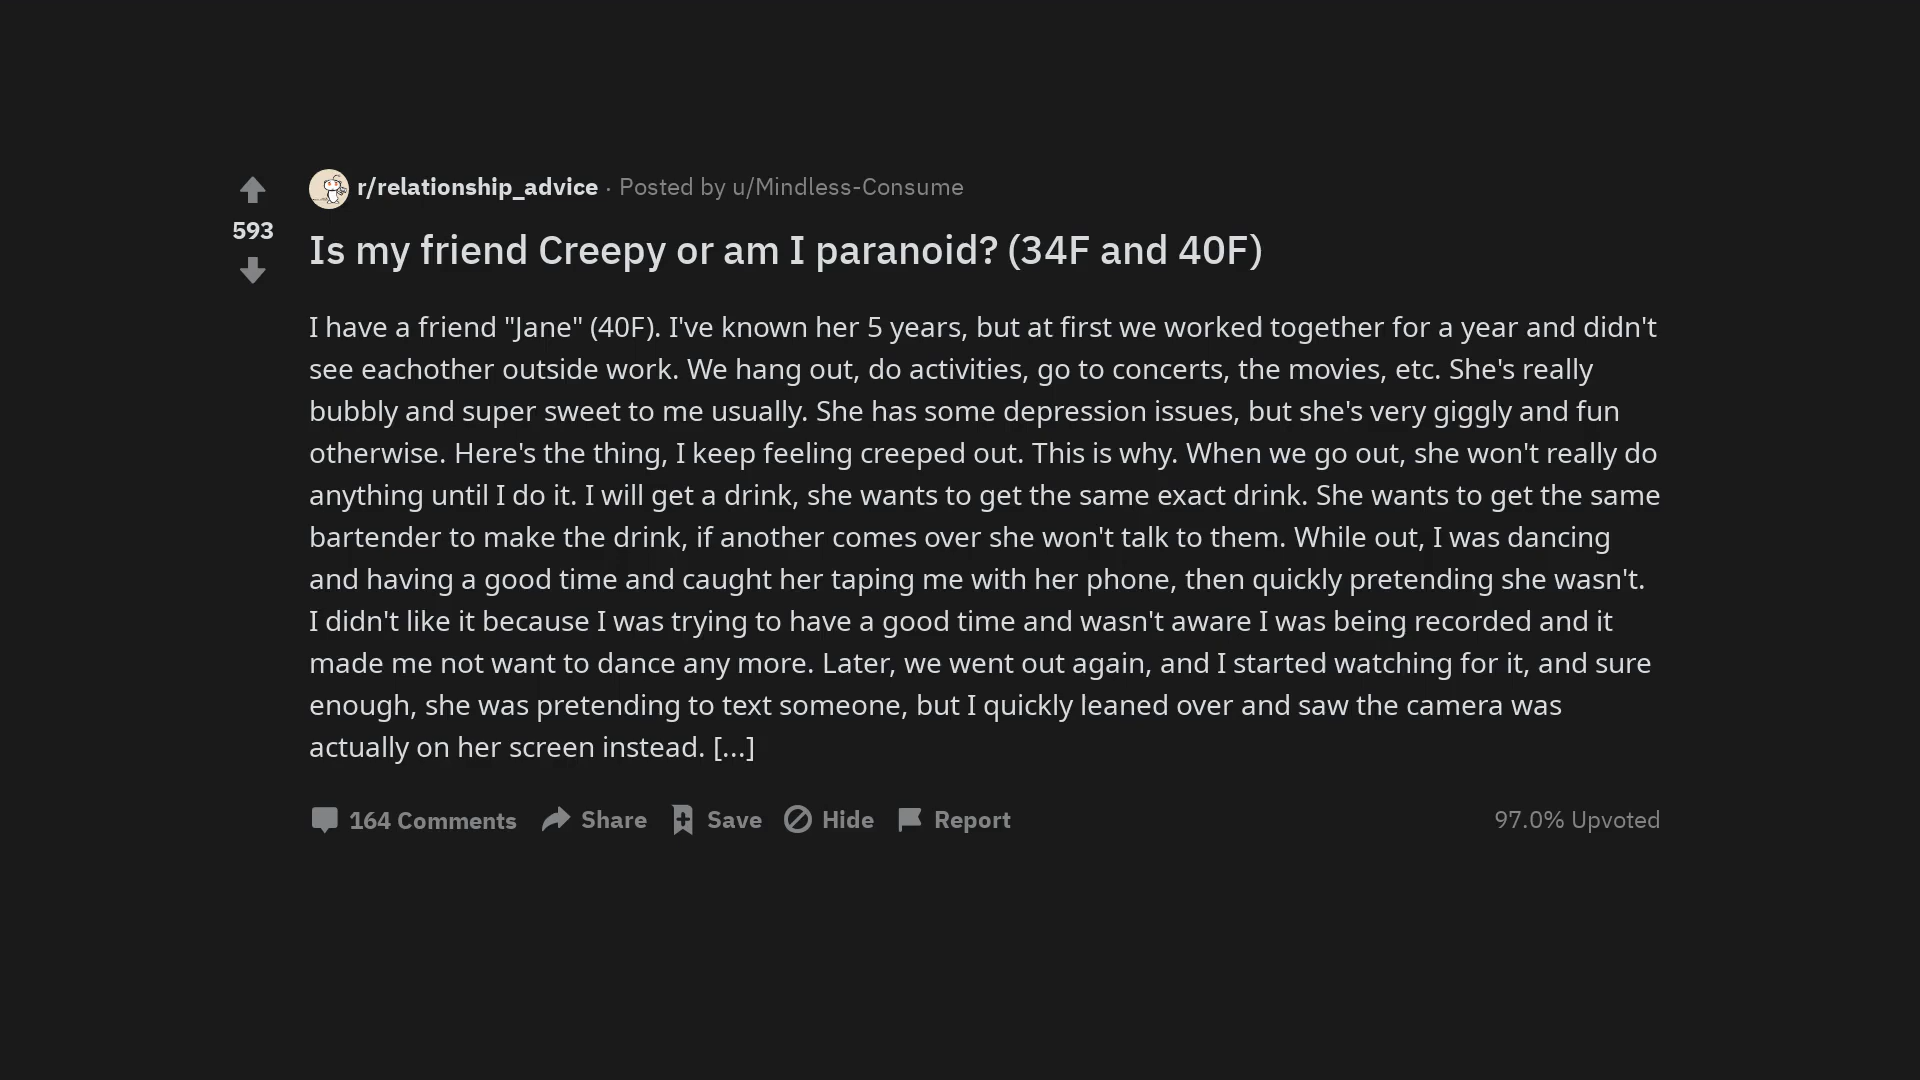 r/relationship_advice · Posted by u/Mindless-Consume
593
Is my friend Creepy or am I paranoid? (34F and 40F)
I have a friend "Jane" (40F). I've known her 5 years, but at first we worked together for a year and didn't
see eachother outside work. We hang out, do activities, go to concerts, the movies, etc. She's really
bubbly and super sweet to me usually. She has some depression issues, but she's very giggly and fun
otherwise. Here's the thing, I keep feeling creeped out. This is why. When we go out, she won't really do
anything until I do it. I will get a drink, she wants to get the same exact drink. She wants to get the same
bartender to make the drink, if another comes over she won't talk to them. While out, I was dancing
and having a good time and caught her taping me with her phone, then quickly pretending she wasn't.
I didn't like it because I was trying to have a good time and wasn't aware I was being recorded and it
made me not want to dance any more. Later, we went out again, and I started watching for it, and sure
enough, she was pretending to text someone, but I quickly leaned over and saw the camera was
actually on her screen instead. [...]
164 Comments Share Save Hide Report 97.0% Upvoted